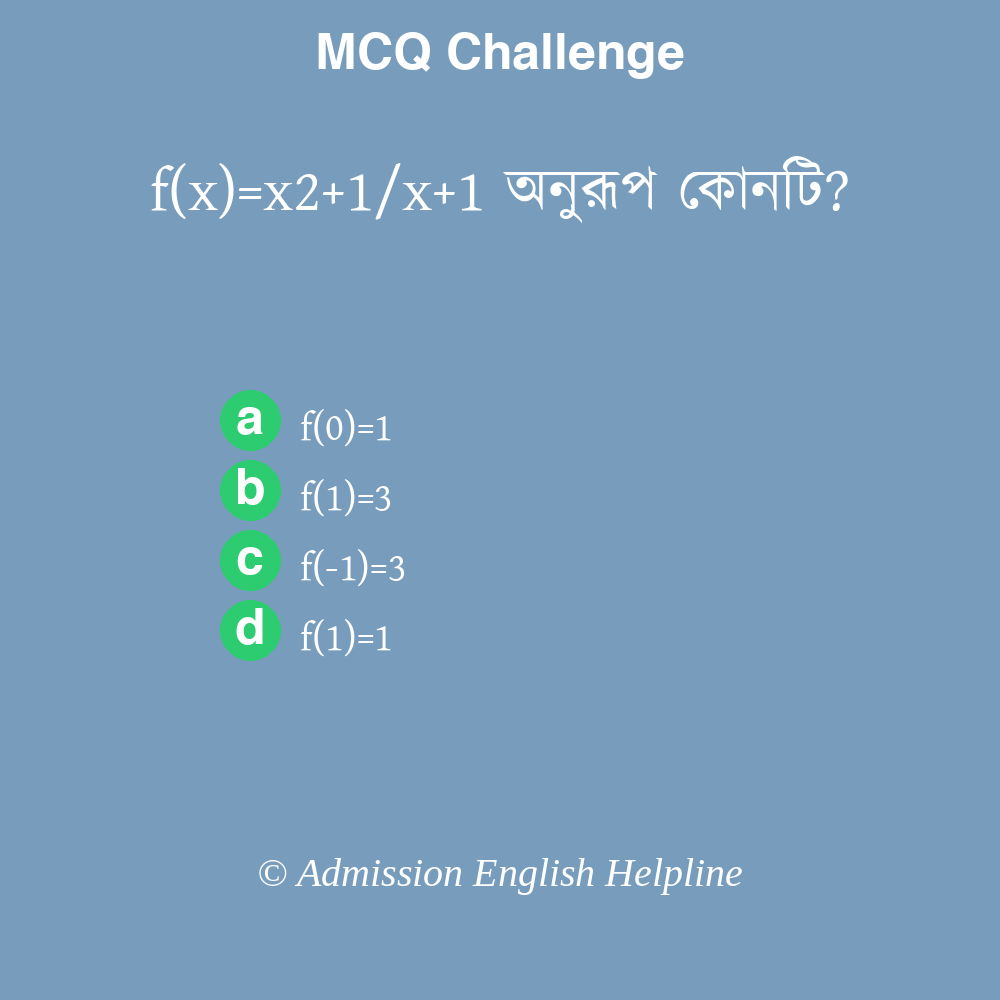 MCQ Challenge
f(x)=x2+1/x+1 অনুরূপ কোনটি?
a f(0)=1
b f(1)=3
c f(-1)=3
d f(1)=1
© Admission English Helpline